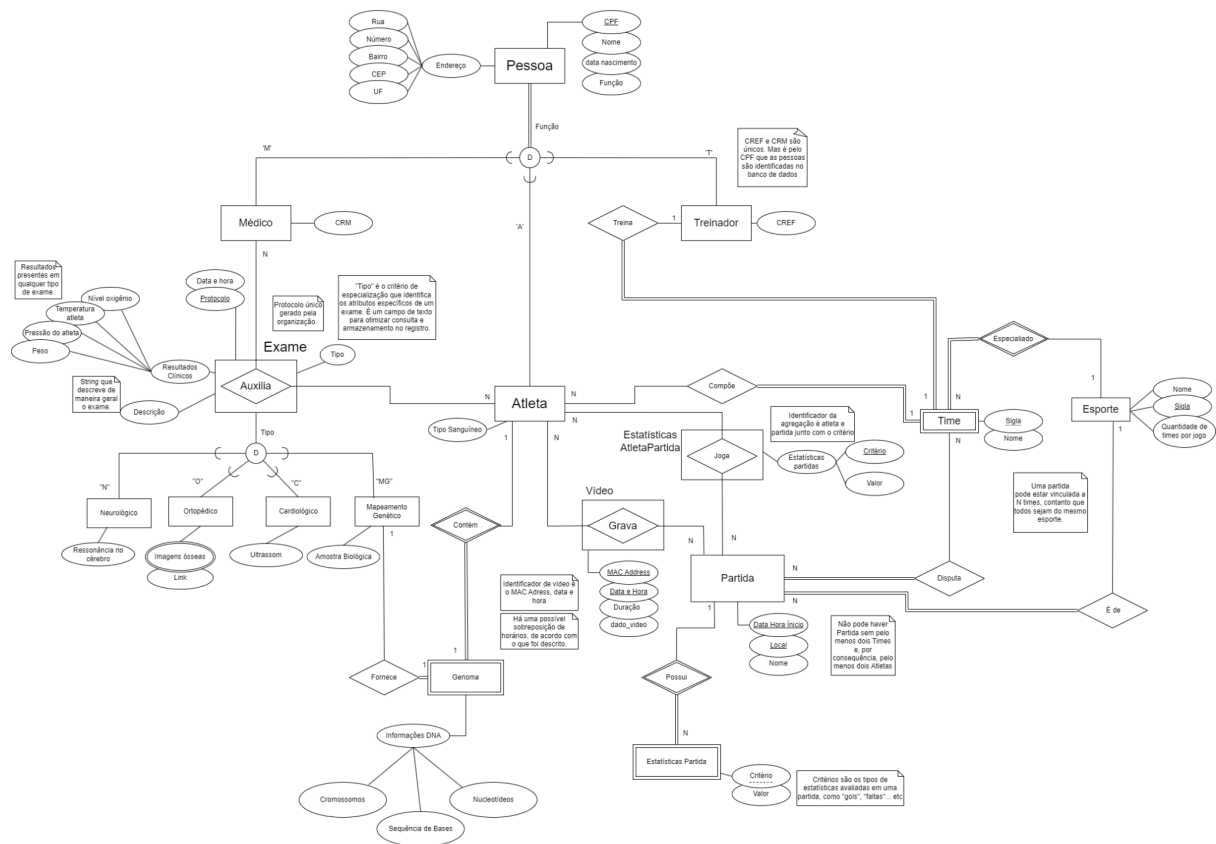 Rua
Número
Bairro
CEP
UF
Endereço
Pessoa
CPF
Nome
data nascimento
Função
Função
"M"
D
"T"
"A"
CREF e CRM são
únicos. Mas é pelo
CPF que as pessoas
são identificadas no
banco de dados
Médico
CRM
N
Treina
1
Treinador
CREF
Resultados
presentes em
qualquer tipo
de exame.
Nível oxigênio
Temperatura
atleta
Pressão do atleta
Peso
Resultados
Clínicos
Data e hora
Protocolo
Protocolo único
gerado pela
organização.
"Tipo" é o critério de
especialização que identifica
os atributos específicos de um
exame. É um campo de texto
para otimizar consulta e
armazenamento no registro.
Exame
Auxilia
Tipo
String que
descreve de
maneira geral
o exame.
Descrição
Tipo
D
"N"
"O"
"C"
"MG"
Neurológico
Ortopédico
Cardiológico
Mapeamento
Genético
Ressonância no
cérebro
Imagens ósseas
Link
Ultrassom
Amostra Biológica
1
N
Atleta
N
N
Tipo Sanguíneo
1
N
N
Compõe
1
1
Especialiado
N
1
Time
N
Sigla
Nome
Esporte
1
Nome
Sigla
Quantidade de
times por jogo
Estatísticas
AtletaPartida
Joga
N
Identificador da
agregação é atleta e
partida junto com o critério
Estatísticas
partidas
Critério
Valor
Uma partida
pode estar vinculada a
N times, contanto que
todos sejam do mesmo
esporte.
Vídeo
Grava
N
MAC Address
Data e Hora
Duração
dado_video
Contém
1
Identificador de vídeo é
o MAC Adress, data e
hora
Há uma possível
sobreposição de
horários, de acordo com
o que foi descrito.
Partida
N
N
1
Disputa
É de
Data Hora Ínicio
Local
Nome
Não pode haver
Partida sem pelo
menos dois Times
e, por
consequência, pelo
menos dois Atletas
Fornece
1
Genoma
Possui
N
Informações DNA
Cromossomos
Sequência de Bases
Nucleotídeos
Estatísticas Partida
Critério
Valor
Critérios são os tipos de
estatísticas avaliadas em uma
partida, como "gols", "faltas"... etc